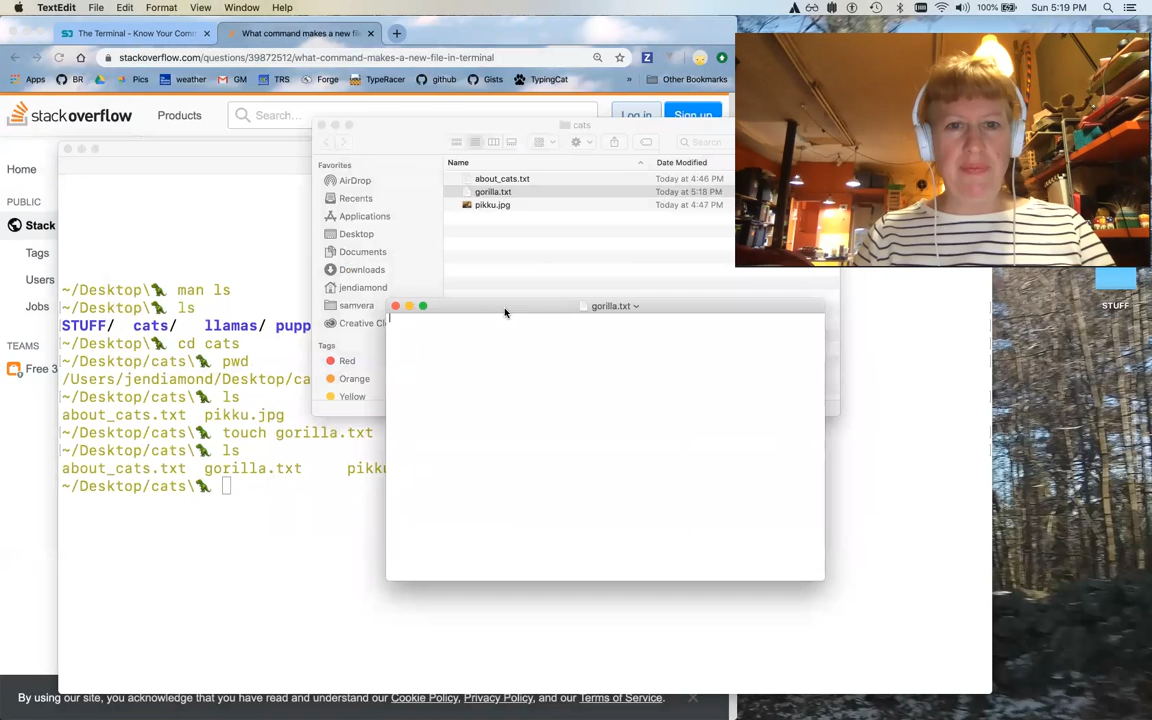 TextEdit File Edit Format View Window Help 100% Sun 5:19 PM
The Terminal - Know Your Com
What command makes a new fil
stackoverflow.com/questions/39872512/what-command-makes-a-new-file-in-terminal
Apps BR Pics weather GM TRS Forge TypeRacer github Gists TypingCat » Other Bookmarks
stackoverflow Products Search... Log in Sign up
Home
PUBLIC
Stack
Tags
Users
Jobs
TEAMS
Free 3
cats
Search
Favorites
AirDrop
Recents
Applications
Desktop
Documents
Downloads
jendiamond
samvera
Creative Clo
Tags
Red
Orange
Yellow
Name Date Modified
about_cats.txt Today at 4:46 PM
gorilla.txt Today at 5:18 PM
pikku.jpg Today at 4:47 PM
gorilla.txt
~/Desktop\ man ls
~/Desktop\ ls
STUFF/ cats/ llamas/ pupp
~/Desktop\ cd cats
~/Desktop/cats\ pwd
/Users/jendiamond/Desktop/ca
~/Desktop/cats\ ls
about_cats.txt pikku.jpg
~/Desktop/cats\ touch gorilla.txt
~/Desktop/cats\ ls
about_cats.txt gorilla.txt pikku
~/Desktop/cats\
STUFF
By using our site, you acknowledge that you have read and understand our Cookie Policy, Privacy Policy, and our Terms of Service.